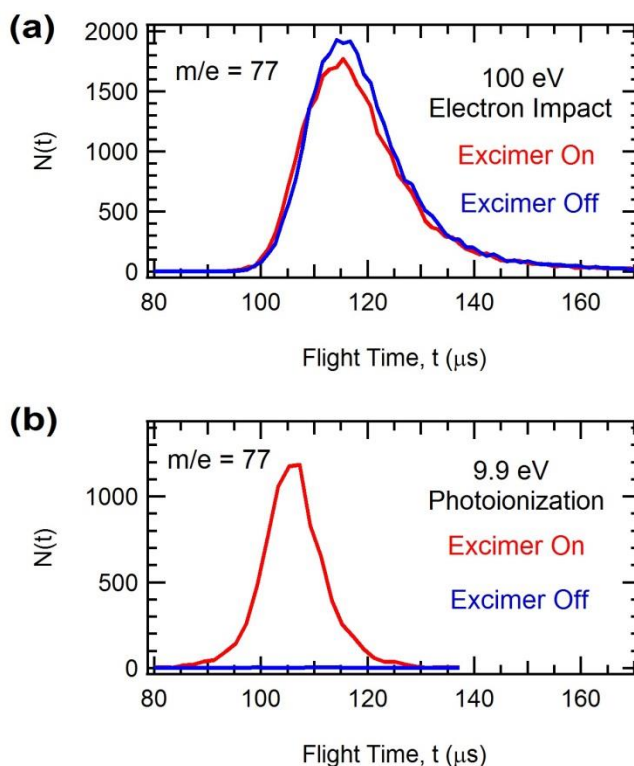 (a)
2000
1500
1000
500
0
N(t)
m/e = 77
100 eV
Electron Impact
Excimer On
Excimer Off
80 100 120 140 160
Flight Time, t (μs)
(b)
1000
500
0
N(t)
m/e = 77
9.9 eV
Photoionization
Excimer On
Excimer Off
80 100 120 140 160
Flight Time, t (μs)